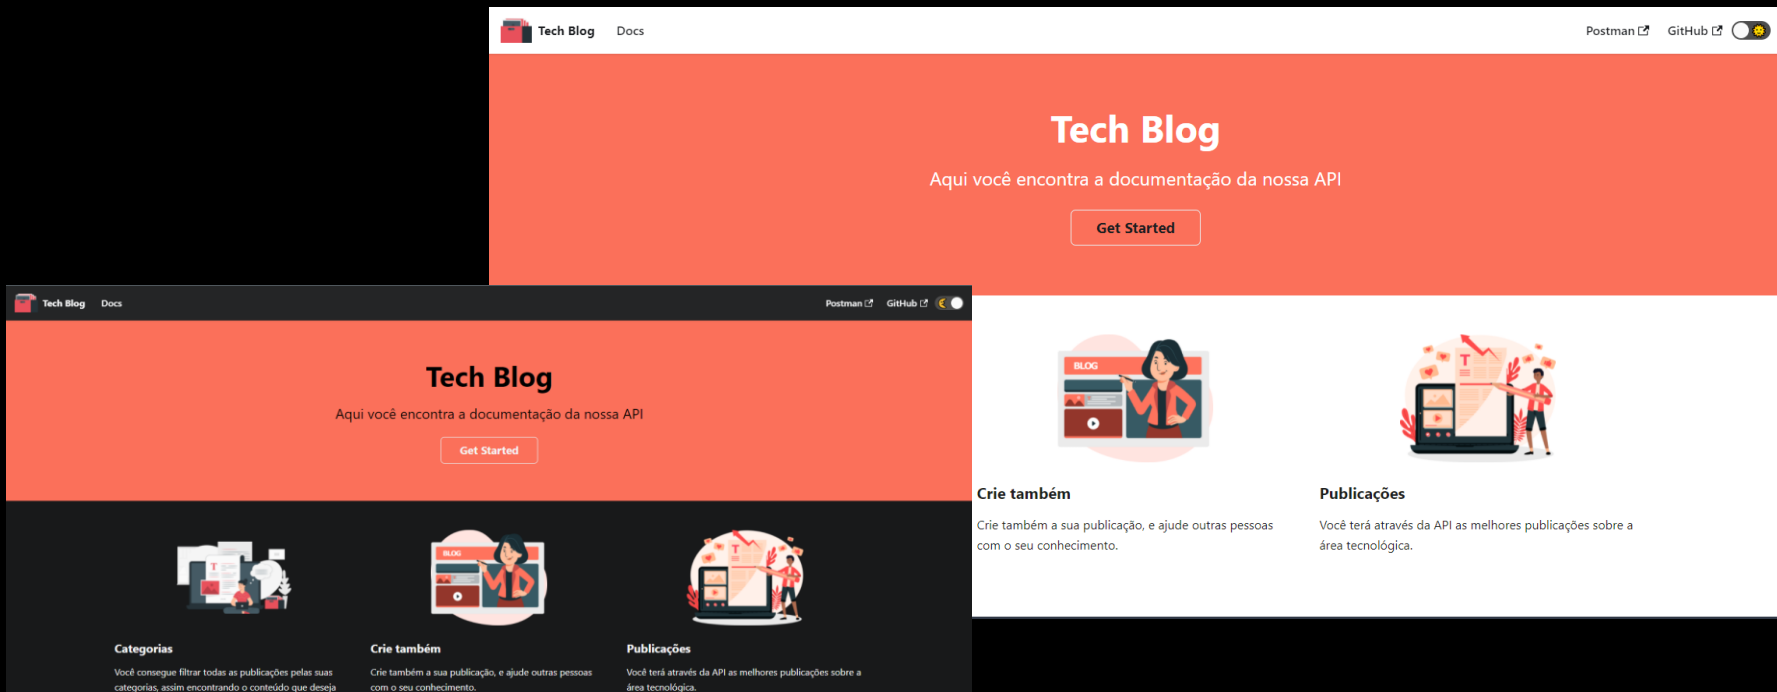 Tech Blog
Docs
Postman
GitHub
Tech Blog
Aqui você encontra a documentação da nossa API
Get Started
BLOG
T
Crie também
Crie também a sua publicação, e ajude outras pessoas
com o seu conhecimento.
Publicações
Você terá através da API as melhores publicações sobre a
área tecnológica.
Tech Blog
Docs
Postman
GitHub
Tech Blog
Aqui você encontra a documentação da nossa API
Get Started
T
BLOG
T
Categorias
Você consegue filtrar todas as publicações pelas suas
categorias, assim encontrando o conteúdo que deseja
Crie também
Crie também a sua publicação, e ajude outras pessoas
com o seu conhecimento.
Publicações
Você terá através da API as melhores publicações sobre a
área tecnológica.